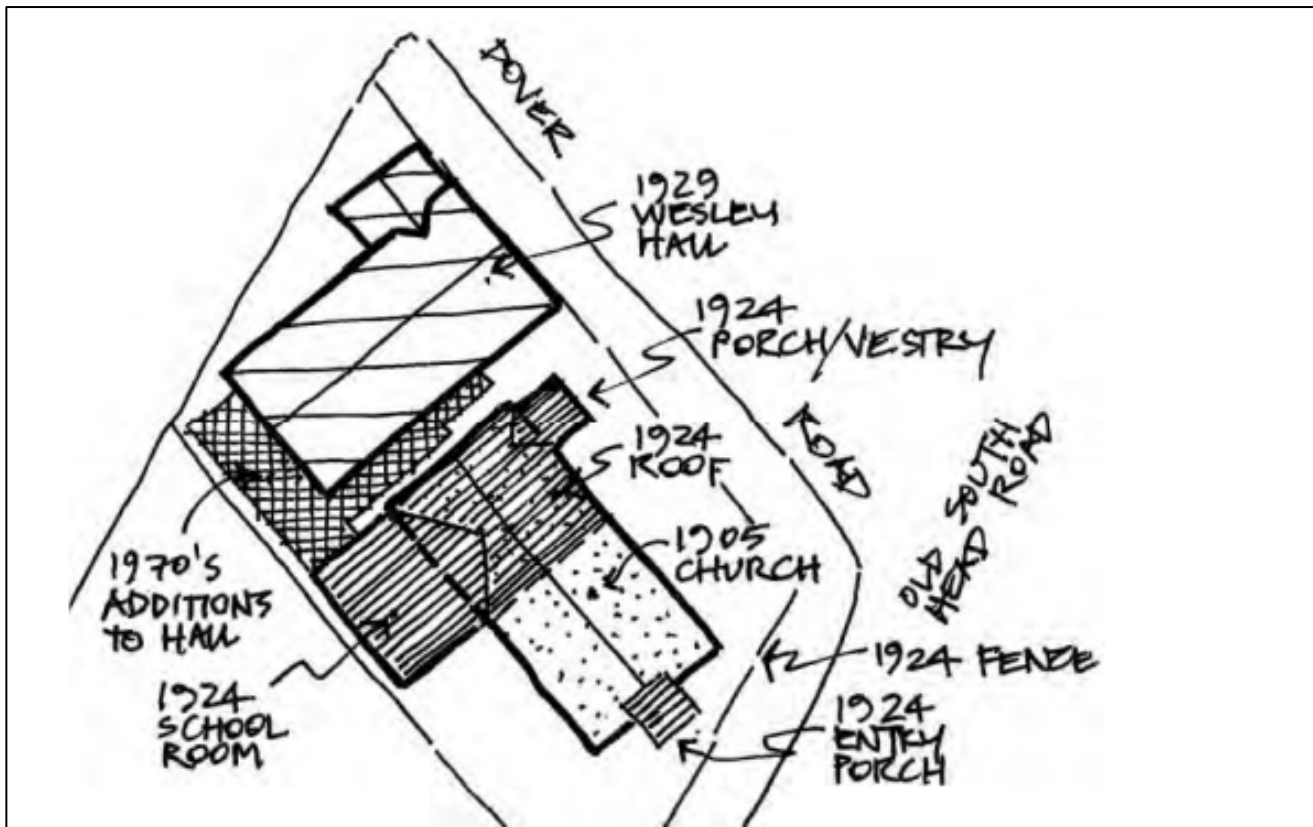 DOVER
ROAD
1929
WESLEY
HALL
1924
PORCH/VESTRY
1924
ROOF
OLD SOUTH
HEAD ROAD
1905
CHURCH
1970's
ADDITIONS
to HALL
1924 FENCE
1924
SCHOOL
ROOM
1924
ENTRY
PORCH